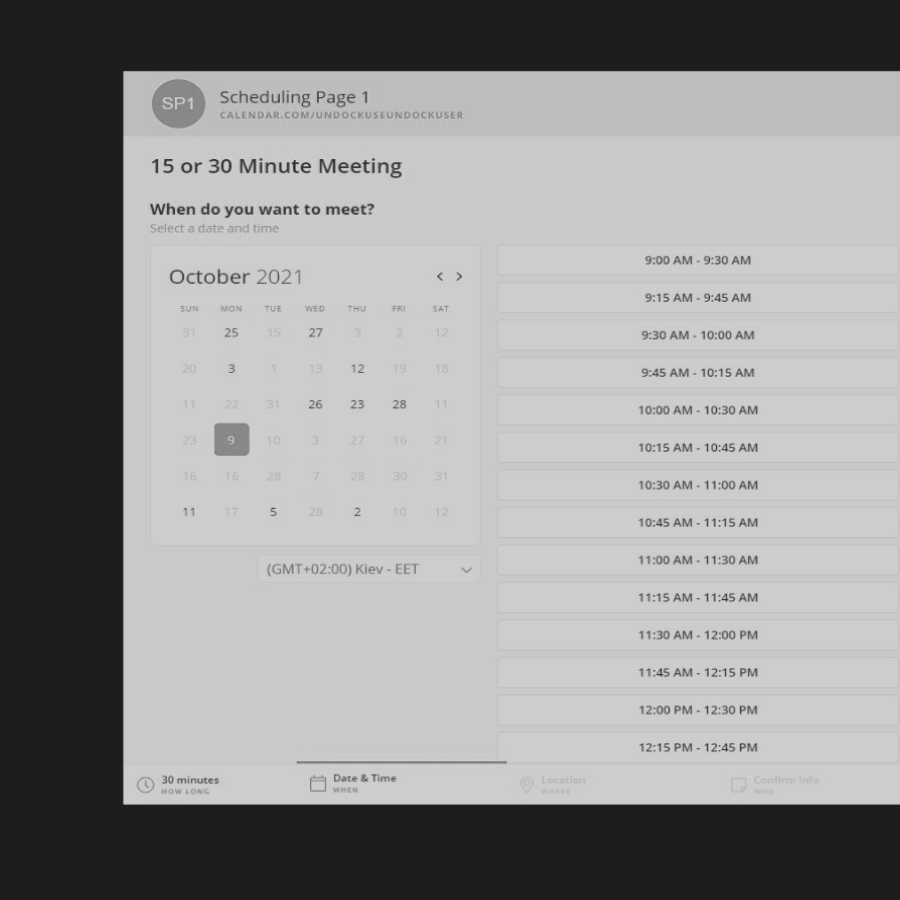 SP1
Scheduling Page 1
CALENDAR.COM/UNDOCKUSEUNDOCKUSER
15 or 30 Minute Meeting
When do you want to meet?
Select a date and time
October 2021
SUN MON TUE WED THU FRI SAT
31 25 15 27 3 2 12
20 3 1 13 12 19 18
11 22 31 26 23 28 11
23 9 10 3 27 16 21
16 16 28 7 28 30 31
11 17 5 28 2 10 12
(GMT+02:00) Kiev - EET
9:00 AM - 9:30 AM
9:15 AM - 9:45 AM
9:30 AM - 10:00 AM
9:45 AM - 10:15 AM
10:00 AM - 10:30 AM
10:15 AM - 10:45 AM
10:30 AM - 11:00 AM
10:45 AM - 11:15 AM
11:00 AM - 11:30 AM
11:15 AM - 11:45 AM
11:30 AM - 12:00 PM
11:45 AM - 12:15 PM
12:00 PM - 12:30 PM
12:15 PM - 12:45 PM
30 minutes
HOW LONG
Date & Time
WHEN
Location
WHERE
Confirm Info
WHO